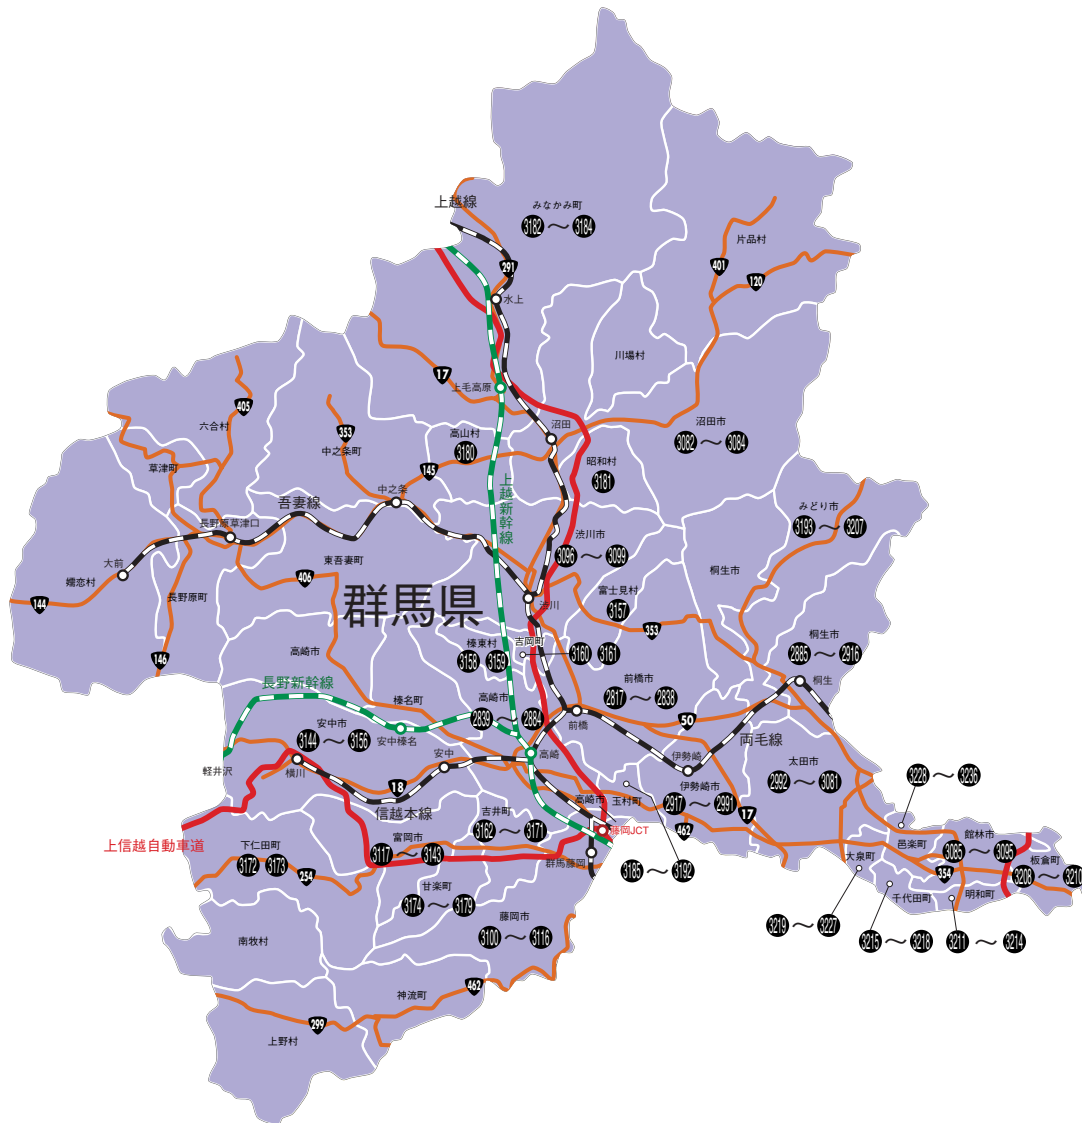 上越線
みなかみ町
3182 〜 3184
片品村
291
401
120
水上
川場村
17
上毛高原
405
六合村
353
中之条町
高山村
3180
沼田
沼田市
3082 〜 3084
145
昭和村
3181
草津町
中之条
上越新幹線
吾妻線
みどり市
3193 〜 3207
長野原草津口
渋川市
3096 〜 3099
大前
東吾妻町
桐生市
嬬恋村
406
144
長野原町
群馬県
渋川
富士見村
3157
353
146
高崎市
榛東村
3158 3159
吉岡町
3160 3161
桐生市
2885 〜 2916
長野新幹線
榛名町
高崎市
2839 〜 2884
前橋市
2817 〜 2838
桐生
安中市
3144 〜 3156
安中榛名
前橋
50
両毛線
軽井沢
横川
安中
高崎
伊勢崎
太田市
2992 〜 3081
18
信越本線
高崎市
玉村町
伊勢崎市
2917 〜 2991
3228 〜 3236
17
吉井町
3162 〜 3171
藤岡JCT
462
上信越自動車道
富岡市
3117 〜 3143
館林市
3085 〜 3095
邑楽町
下仁田町
3172 3173
254
群馬藤岡
大泉町
板倉町
3208 〜 3210
354
3185 〜 3192
甘楽町
3174 〜 3179
千代田町
明和町
藤岡市
3100 〜 3116
3219 〜 3227
3215 〜 3218
3211 〜 3214
南牧村
462
神流町
299
上野村